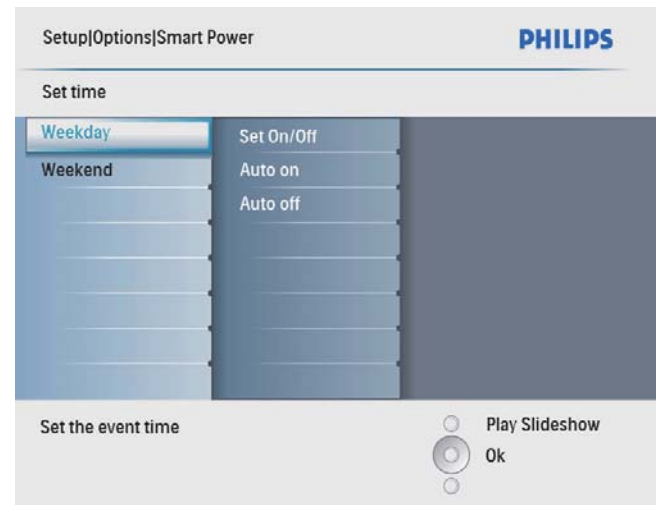 Setup|Options|Smart Power
PHILIPS
Set time
Weekday
Weekend
Set On/Off
Auto on
Auto off
Set the event time
Play Slideshow
Ok